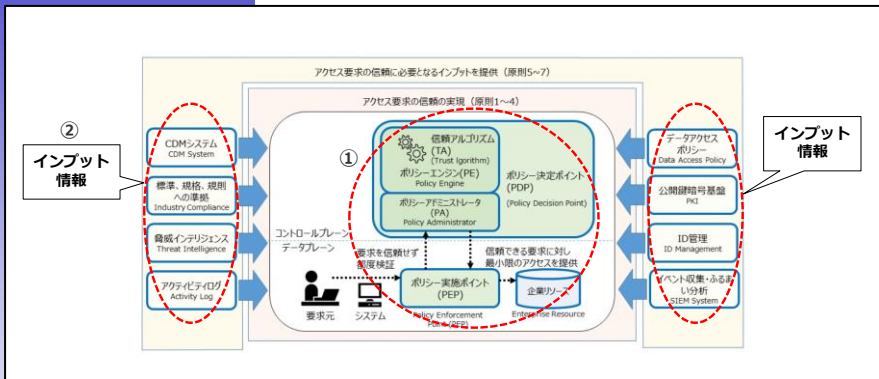 アクセス要求の信頼に必要となるインプットを提供(原則5~7)
アクセス要求の信頼の実現(原則1~4)
②
インプット
情報
CDMシステム
CDM System
標準、規格、規則
への準拠
Industry Compliance
脅威インテリジェンス
Threat Intelligence
アクティビティログ
Activity Log
①
信頼アルゴリズム
(TA)
(Trust lgorithm)
ポリシーエンジン(PE)
Policy Engine
ポリシーアドミニストレータ
(PA)
Policy Administrator
ポリシー決定ポイント
(PDP)
(Policy Decision Point)
コントロールプレーン
データプレーン
要求を信頼せず
都度検証
信頼できる要求に対し
最小限のアクセスを提供
要求元
システム
ポリシー実施ポイント
(PEP)
Policy Enforcement
Point (PEP)
企業リソース
Enterprise Resource
データアクセス
ポリシー
Data Access Policy
公開鍵暗号基盤
PKI
ID管理
ID Management
イベント収集・ふるま
い分析
SIEM System
インプット
情報